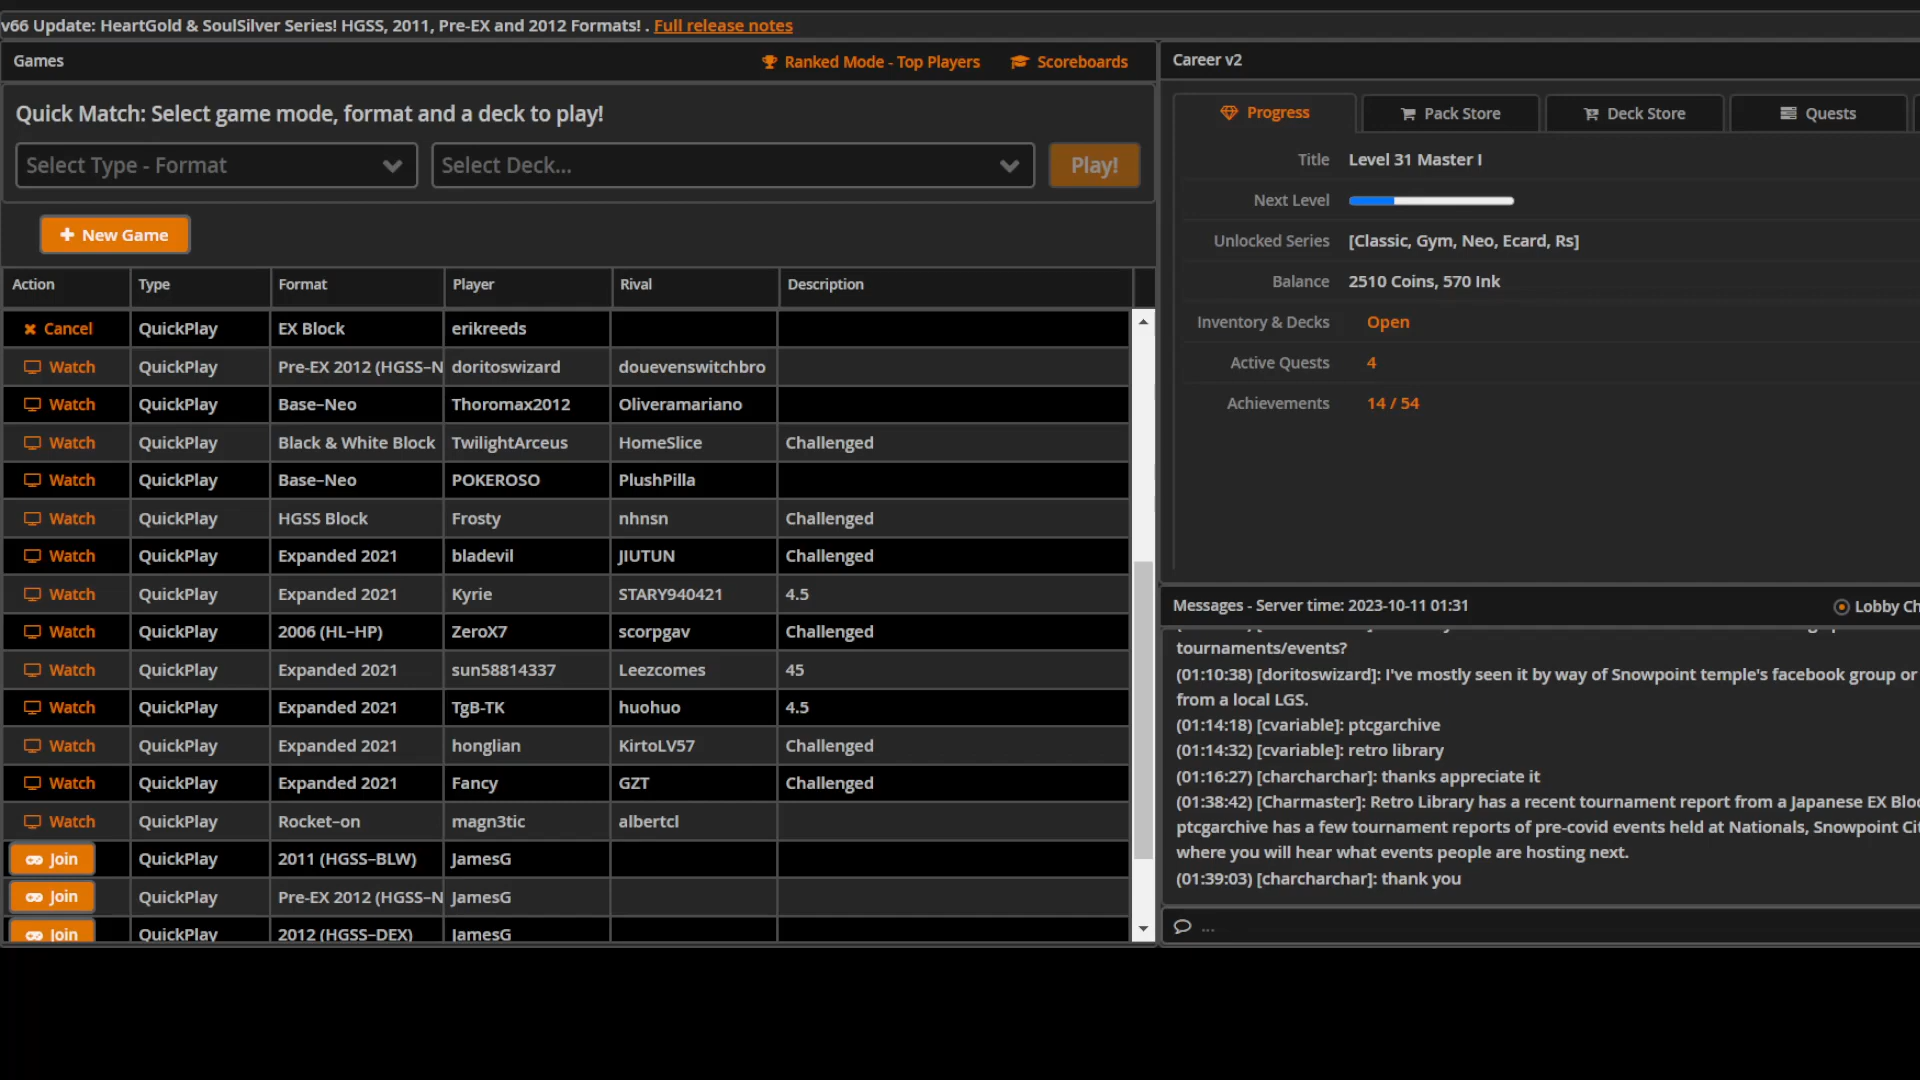 v66 Update: HeartGold & SoulSilver Series! HGSS, 2011, Pre-EX and 2012 Formats! . Full release notes
Games
Ranked Mode - Top Players
Scoreboards
Quick Match: Select game mode, format and a deck to play!
Select Type - Format
Select Deck...
Play!
New Game
Action Type Format Player Rival Description
Cancel QuickPlay EX Block erikreeds
Watch QuickPlay Pre-EX 2012 (HGSS–N doritoswizard douevenswitchbro
Watch QuickPlay Base–Neo Thoromax2012 Oliveramariano
Watch QuickPlay Black & White Block TwilightArceus HomeSlice Challenged
Watch QuickPlay Base–Neo POKEROSO PlushPilla
Watch QuickPlay HGSS Block Frosty nhnsn Challenged
Watch QuickPlay Expanded 2021 bladevil JIUTUN Challenged
Watch QuickPlay Expanded 2021 Kyrie STARY940421 4.5
Watch QuickPlay 2006 (HL–HP) ZeroX7 scorpgav Challenged
Watch QuickPlay Expanded 2021 sun58814337 Leezcomes 45
Watch QuickPlay Expanded 2021 TgB-TK huohuo 4.5
Watch QuickPlay Expanded 2021 honglian KirtoLV57 Challenged
Watch QuickPlay Expanded 2021 Fancy GZT Challenged
Watch QuickPlay Rocket–on magn3tic albertcl
Join QuickPlay 2011 (HGSS–BLW) JamesG
Join QuickPlay Pre-EX 2012 (HGSS–N JamesG
Join QuickPlay 2012 (HGSS–DEX) JamesG
Career v2
Progress
Pack Store
Deck Store
Quests
Title Level 31 Master I
Next Level
Unlocked Series [Classic, Gym, Neo, Ecard, Rs]
Balance 2510 Coins, 570 Ink
Inventory & Decks Open
Active Quests 4
Achievements 14 / 54
Messages - Server time: 2023-10-11 01:31
Lobby Ch
tournaments/events?
(01:10:38) [doritoswizard]: I've mostly seen it by way of Snowpoint temple's facebook group or
from a local LGS.
(01:14:18) [cvariable]: ptcgarchive
(01:14:32) [cvariable]: retro library
(01:16:27) [charcharchar]: thanks appreciate it
(01:38:42) [Charmaster]: Retro Library has a recent tournament report from a Japanese EX Bloc
ptcgarchive has a few tournament reports of pre-covid events held at Nationals, Snowpoint Cit
where you will hear what events people are hosting next.
(01:39:03) [charcharchar]: thank you
...